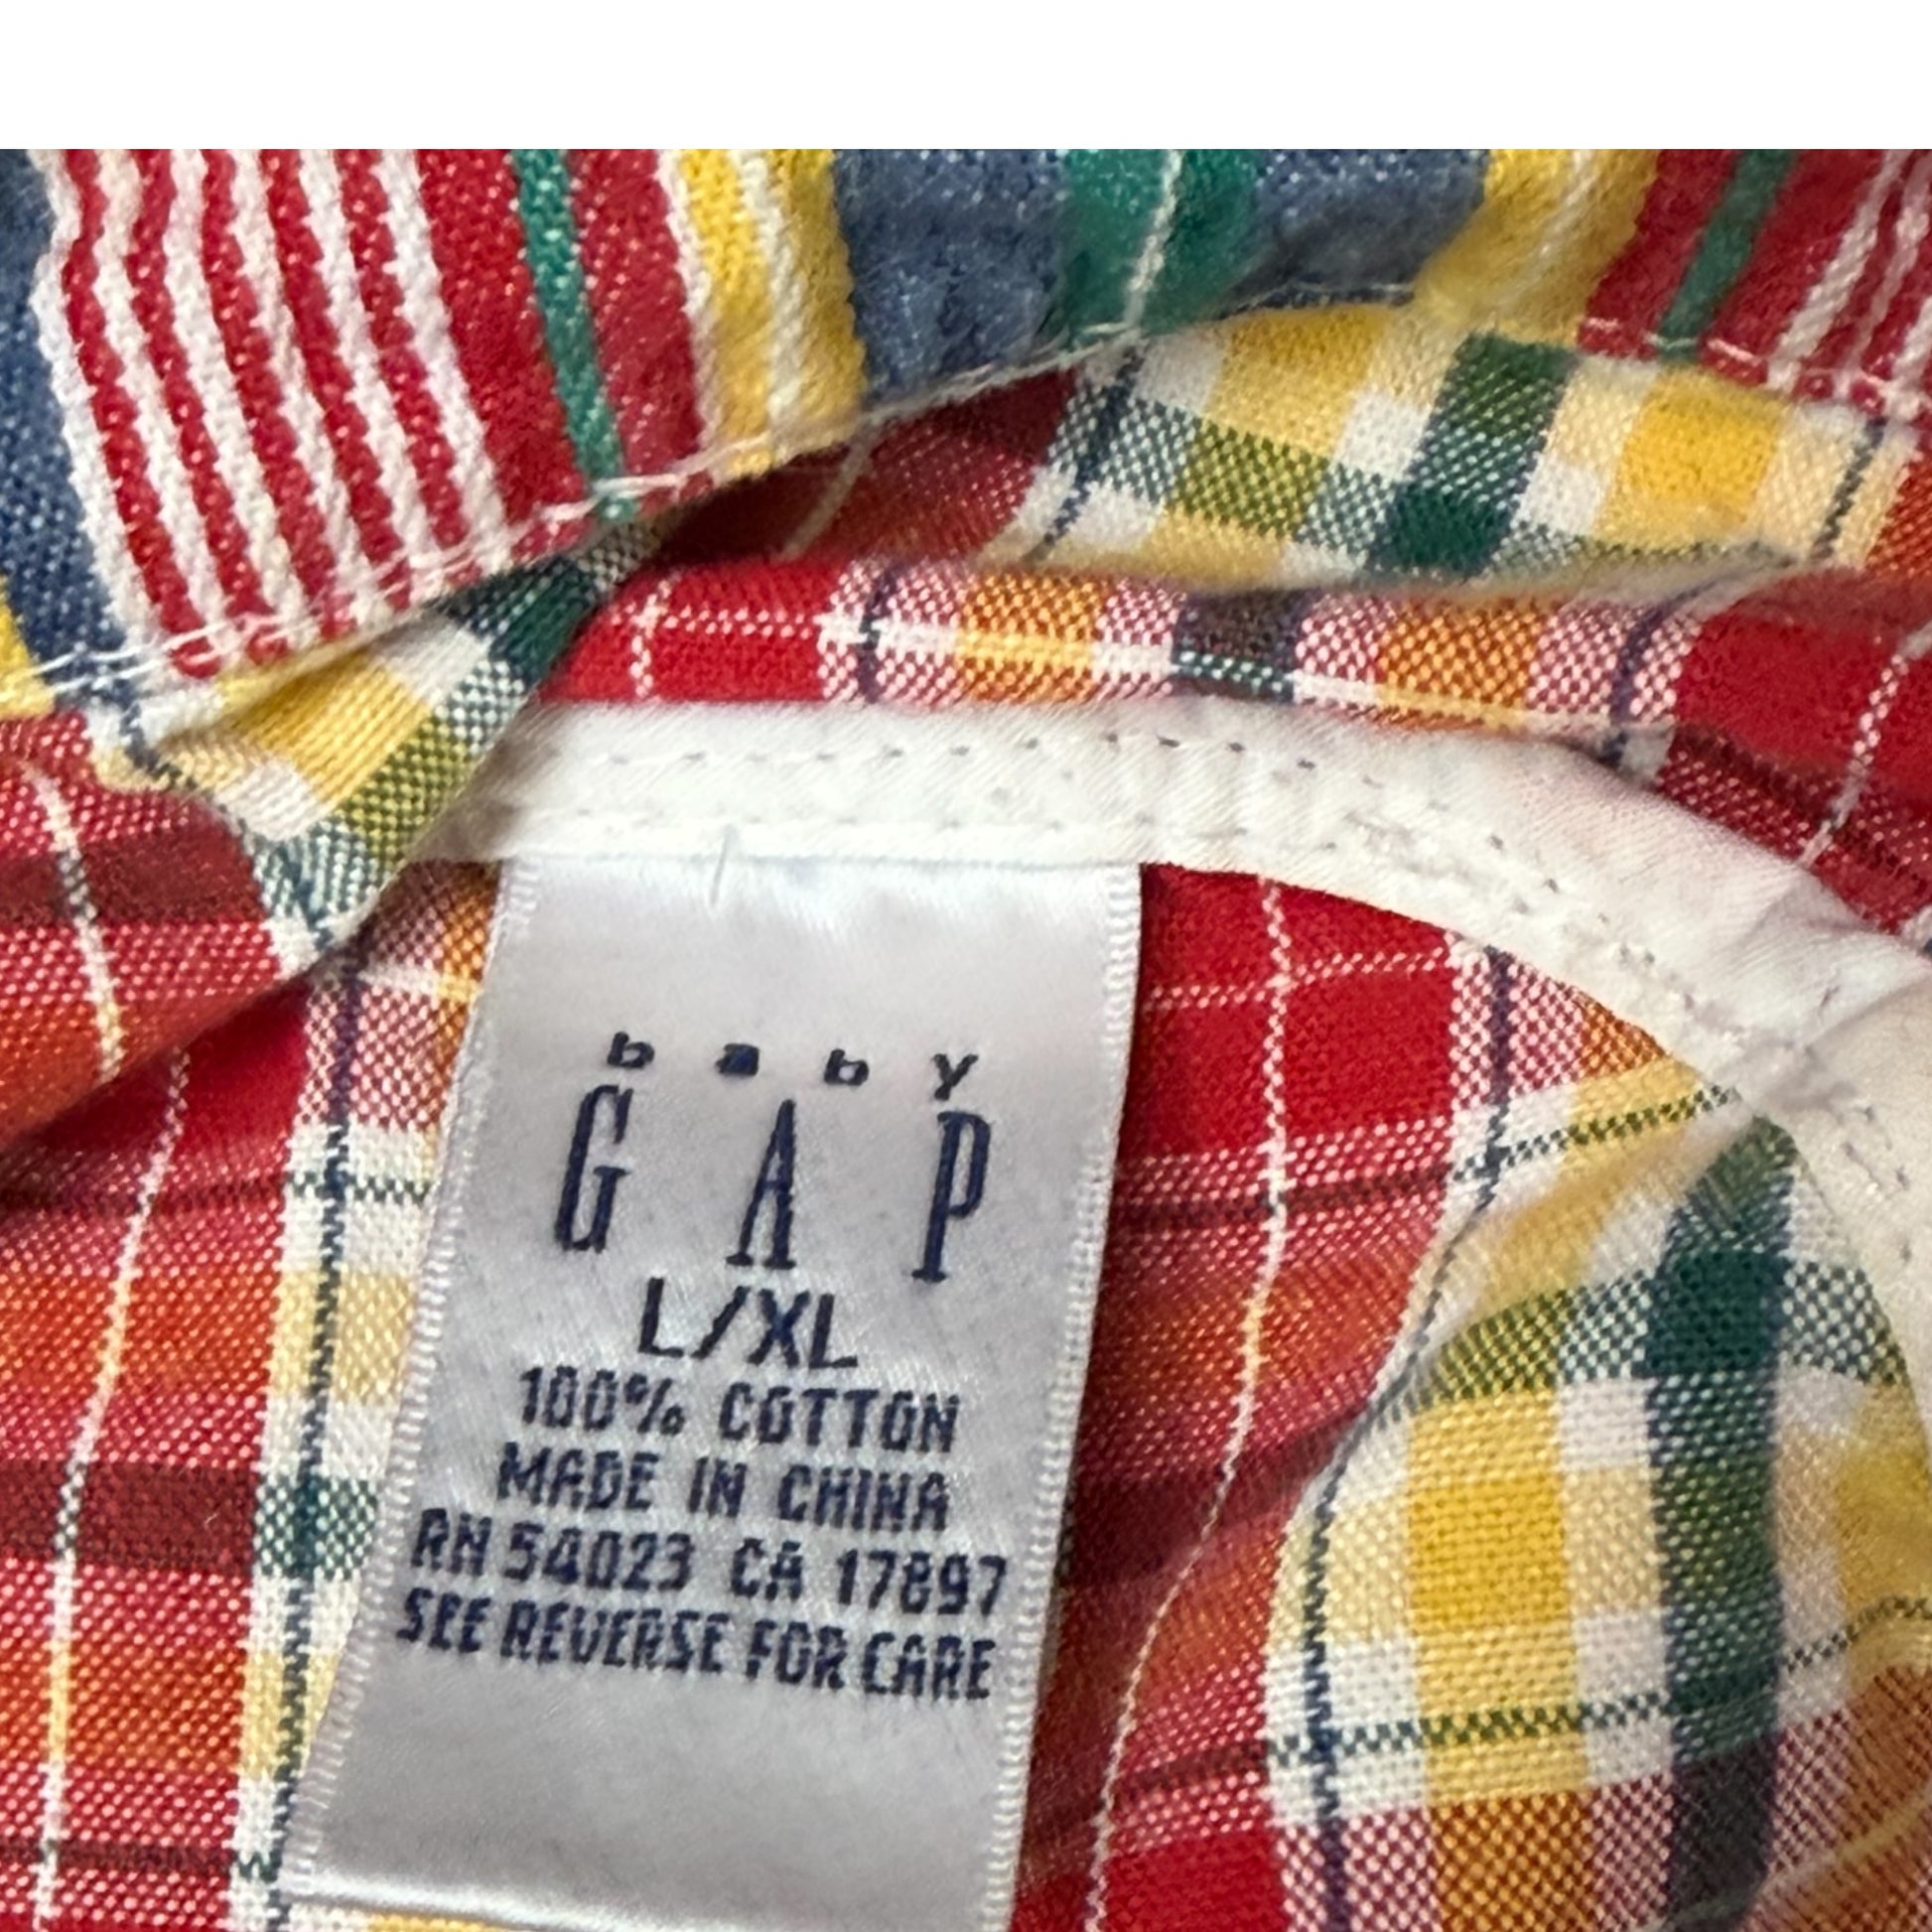 baby
GAP
L/XL
100% COTTON
MADE IN CHINA
RN 54023 CA 17897
SEE REVERSE FOR CARE